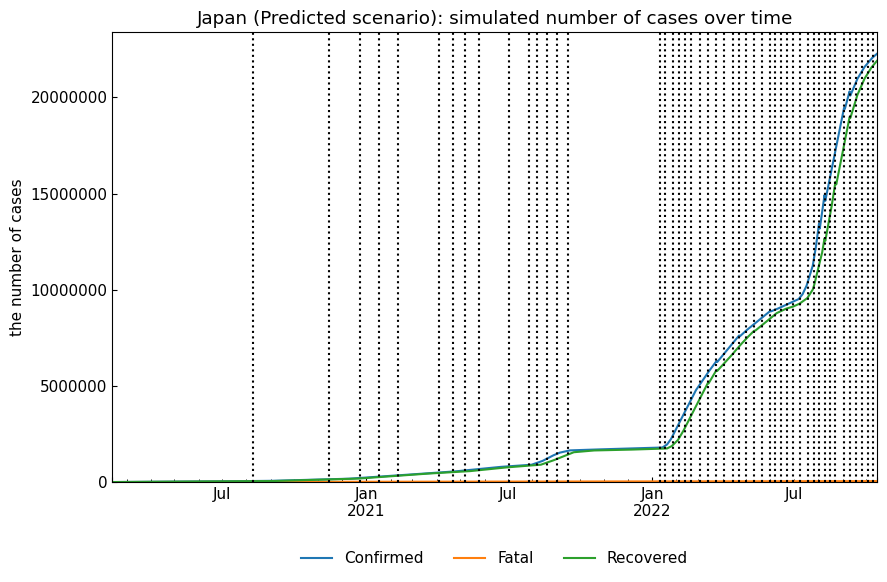 Japan (Predicted scenario): simulated number of cases over time
the number of cases
20000000
15000000
10000000
5000000
0
Jul
Jan
2021
Jul
Jan
2022
Jul
Confirmed
Fatal
Recovered